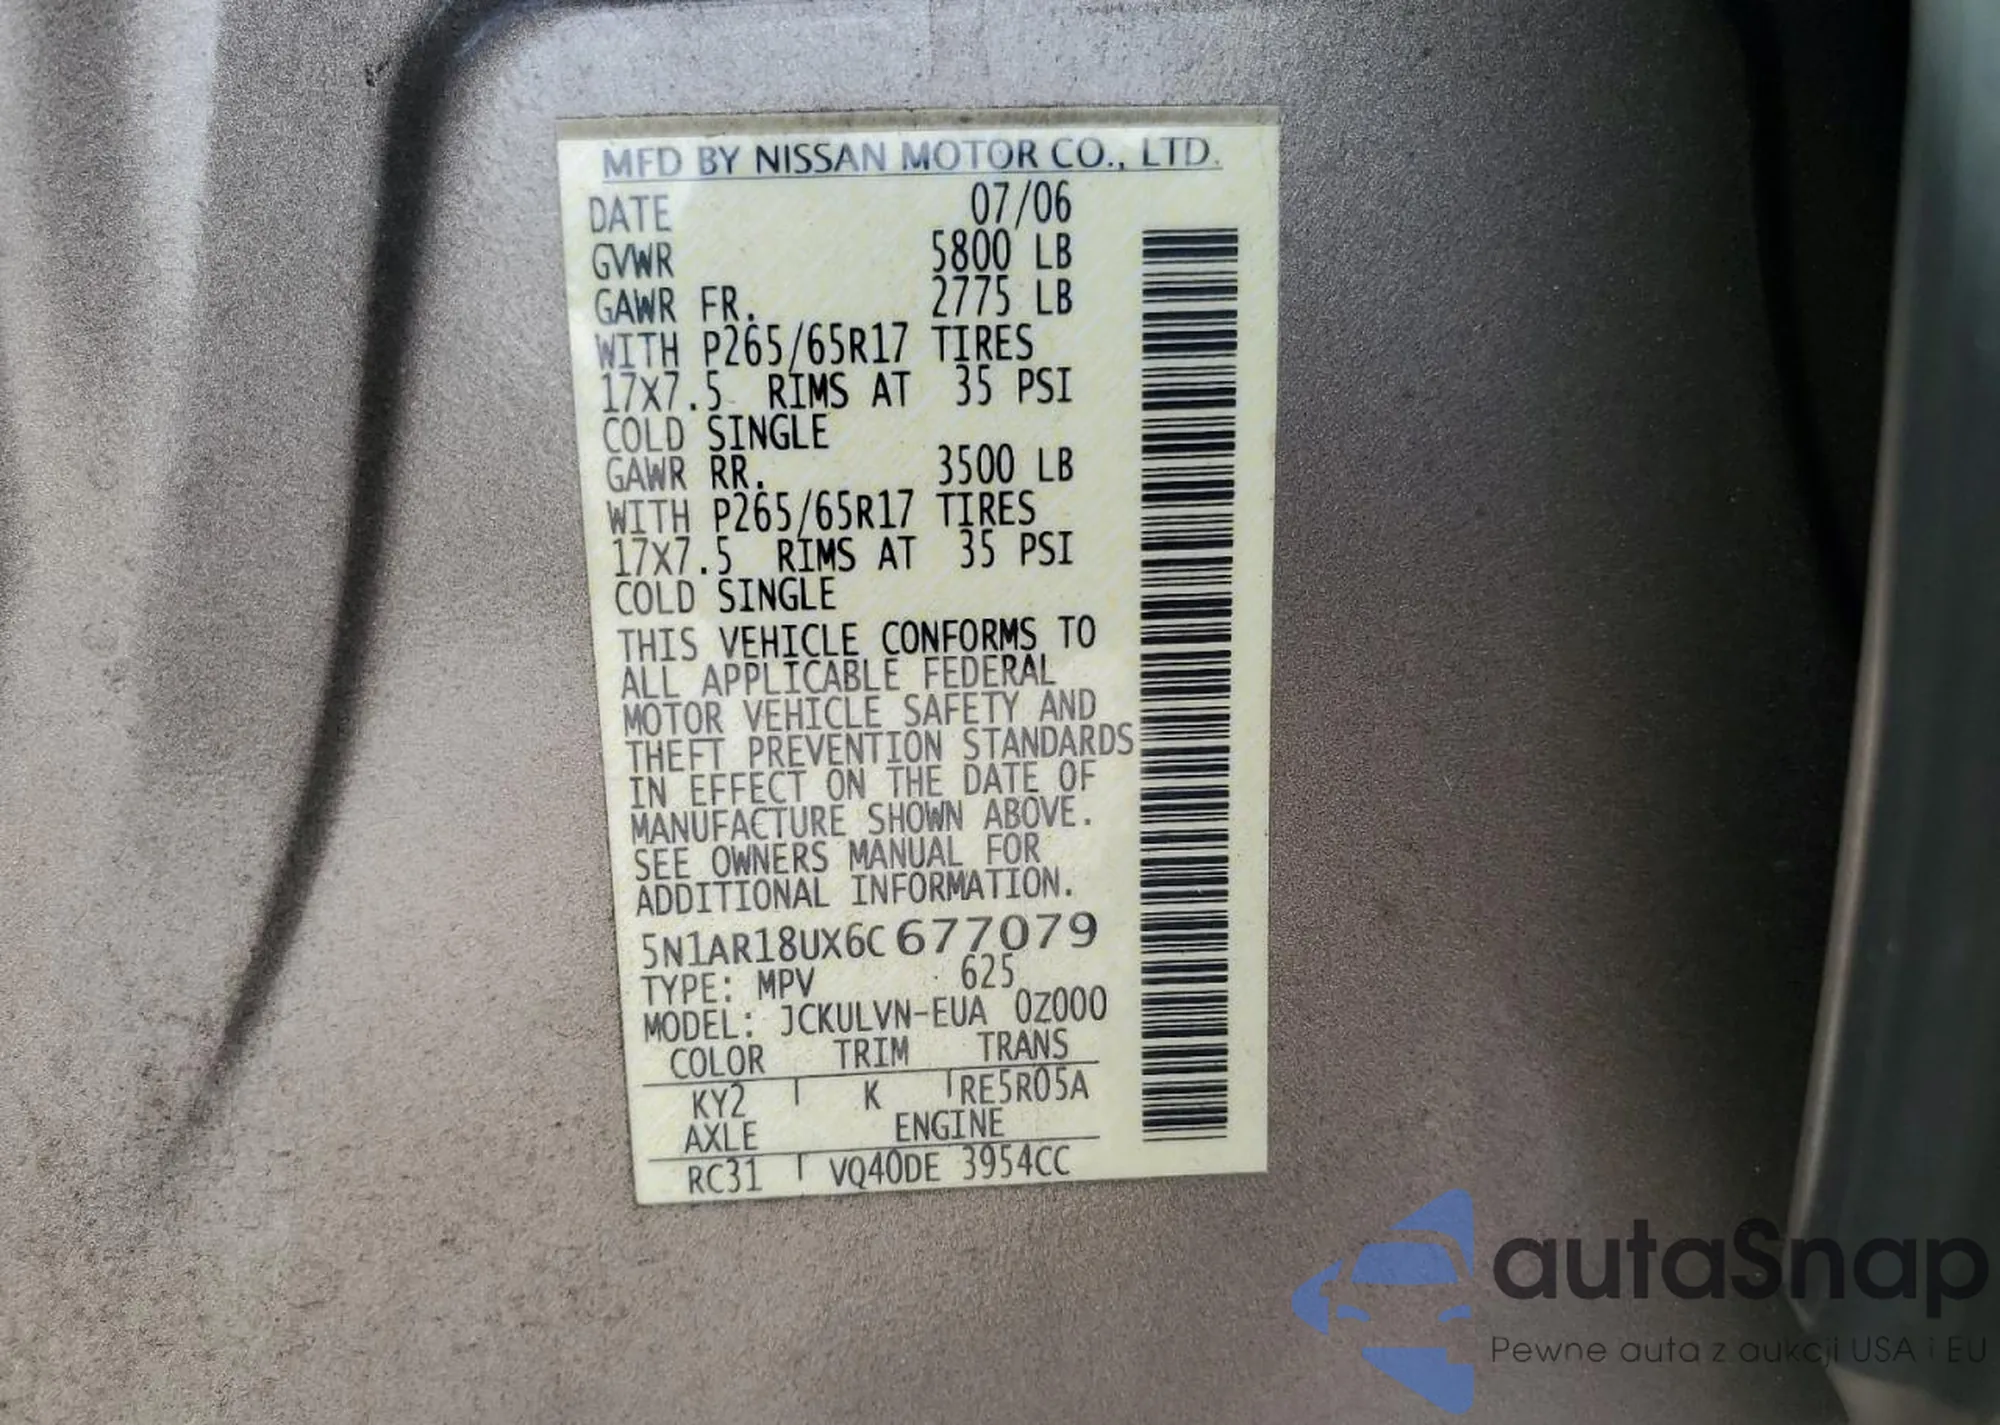 MFD BY NISSAN MOTOR CO., LTD.
DATE 07/06
GVWR 5800 LB
GAWR FR. 2775 LB
WITH P265/65R17 TIRES
17X7.5 RIMS AT 35 PSI
COLD SINGLE
GAWR RR. 3500 LB
WITH P265/65R17 TIRES
17X7.5 RIMS AT 35 PSI
COLD SINGLE
THIS VEHICLE CONFORMS TO
ALL APPLICABLE FEDERAL
MOTOR VEHICLE SAFETY AND
THEFT PREVENTION STANDARDS
IN EFFECT ON THE DATE OF
MANUFACTURE SHOWN ABOVE.
SEE OWNERS MANUAL FOR
ADDITIONAL INFORMATION.
5N1AR18UX6C677079
TYPE: MPV 625
MODEL: JCKULVN-EUA 0Z000
COLOR TRIM TRANS
KY2 K RE5R05A
AXLE ENGINE
RC31 VQ40DE 3954CC
autaSnap
Pewne auta z aukcji USA i EU